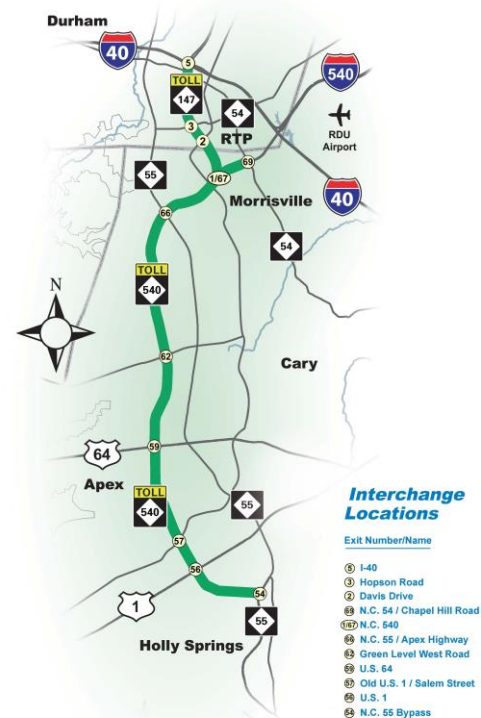 Durham
40
5
540
TOLL
147
54
RDU
Airport
3
RTP
2
69
55
1/67
Morrisville
40
66
54
TOLL
540
N
62
Cary
59
64
Apex
TOLL
540
55
57
56
54
1
55
Holly Springs
Interchange
Locations
Exit Number/Name
5 I-40
3 Hopson Road
2 Davis Drive
69 N.C. 54 / Chapel Hill Road
1/67 N.C. 540
66 N.C. 55 / Apex Highway
62 Green Level West Road
59 U.S. 64
57 Old U.S. 1 / Salem Street
56 U.S. 1
54 N.C. 55 Bypass